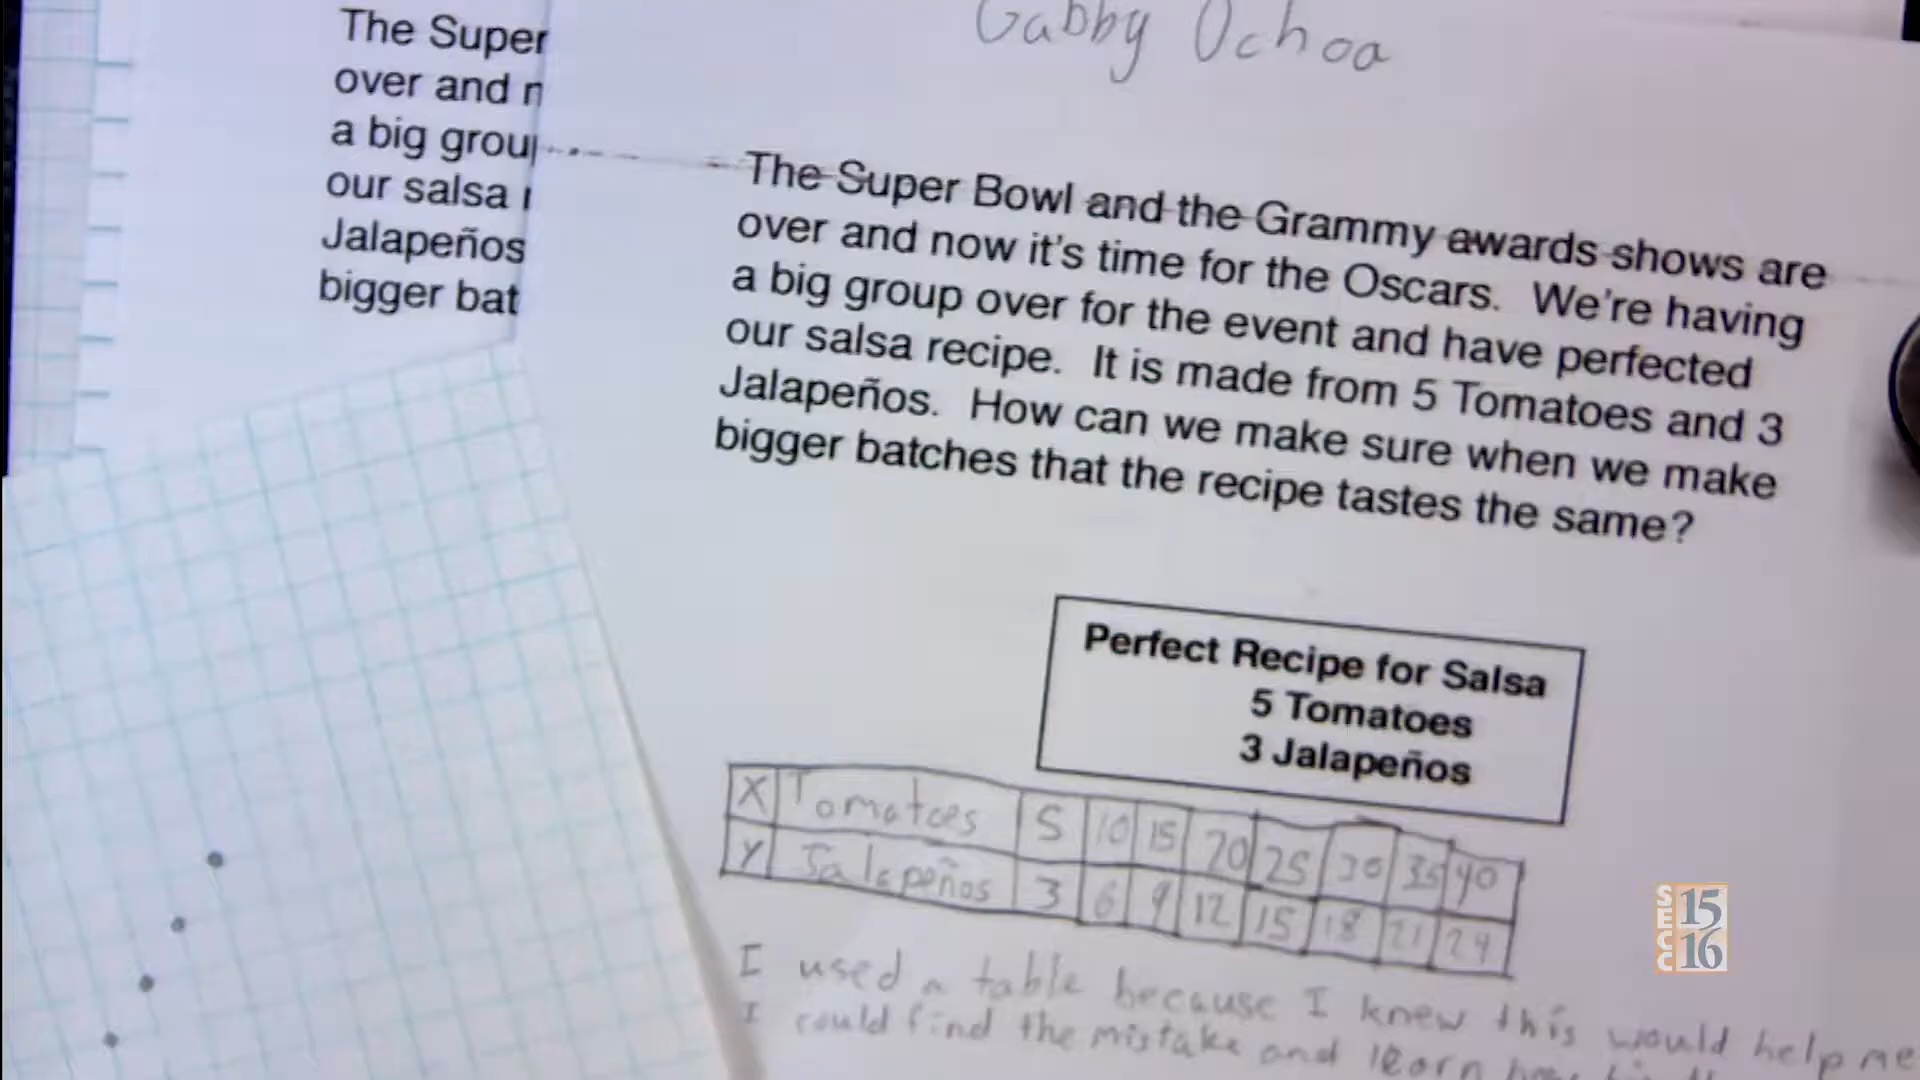 The Super
over and n
a big grou
our salsa
Jalapeños
bigger bat
Gabby Ochoa
The Super Bowl and the Grammy awards shows are
over and now it's time for the Oscars. We're having
a big group over for the event and have perfected
our salsa recipe. It is made from 5 Tomatoes and 3
Jalapeños. How can we make sure when we make
bigger batches that the recipe tastes the same?
Perfect Recipe for Salsa
5 Tomatoes
3 Jalapeños
X Tomatoes 5 10 15 20 25 30 35 40
Y Jalapeños 3 6 9 12 15 18 21 24
I used a table because I knew this would help me
I could find the mistake and learn how
SECC 15 16